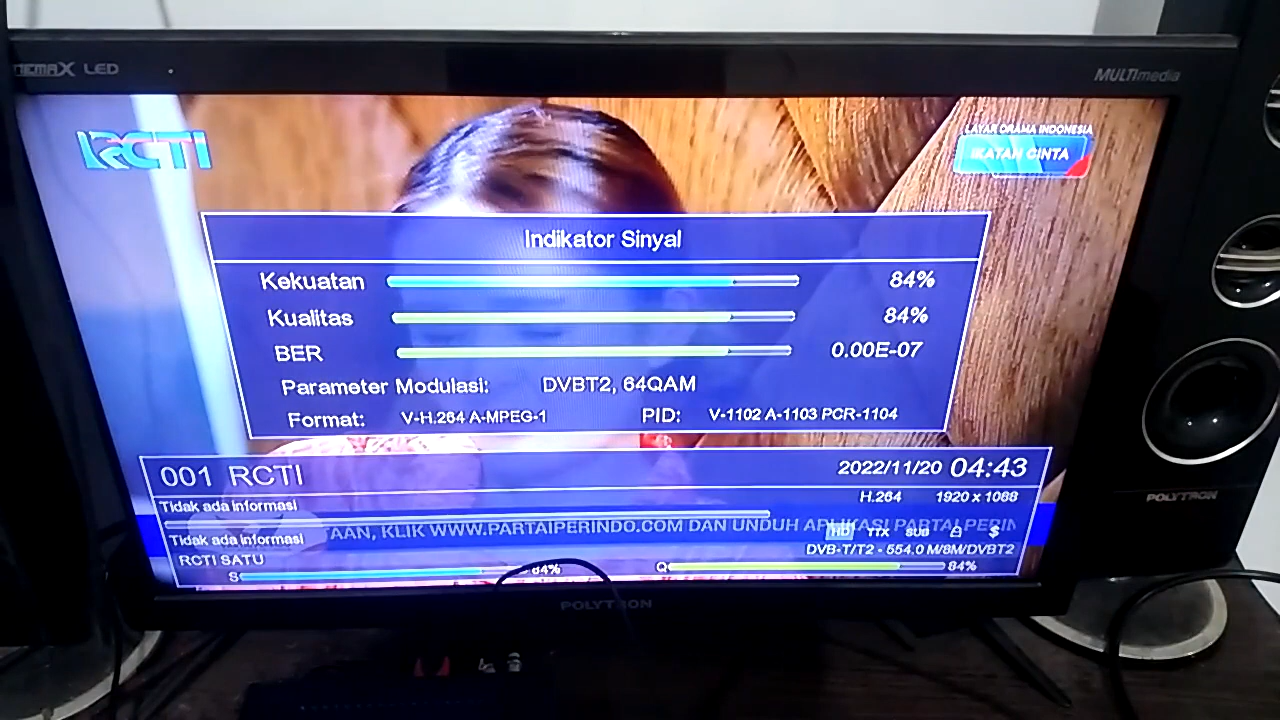 NEMAX LED
MULTImedia
RCTI
LAYAR DRAMA INDONESIA
IKATAN CINTA
Indikator Sinyal
Kekuatan 84%
Kualitas 84%
BER 0.00E-07
Parameter Modulasi: DVBT2, 64QAM
Format: V-H.264 A-MPEG-1 PID: V-1102 A-1103 PCR-1104
001 RCTI 2022/11/20 04:43
H.264 1920 x 1088
Tidak ada informasi
TAAN, KLIK WWW.PARTAIPERINDO.COM DAN UNDUH APLIKASI PARTAI PERIN
HD TTX SUB $
Tidak ada informasi
DVB-T/T2 - 554.0 M/8M/DVBT2
RCTI SATU
S 84% Q 84%
POLYTRON
POLYTRON